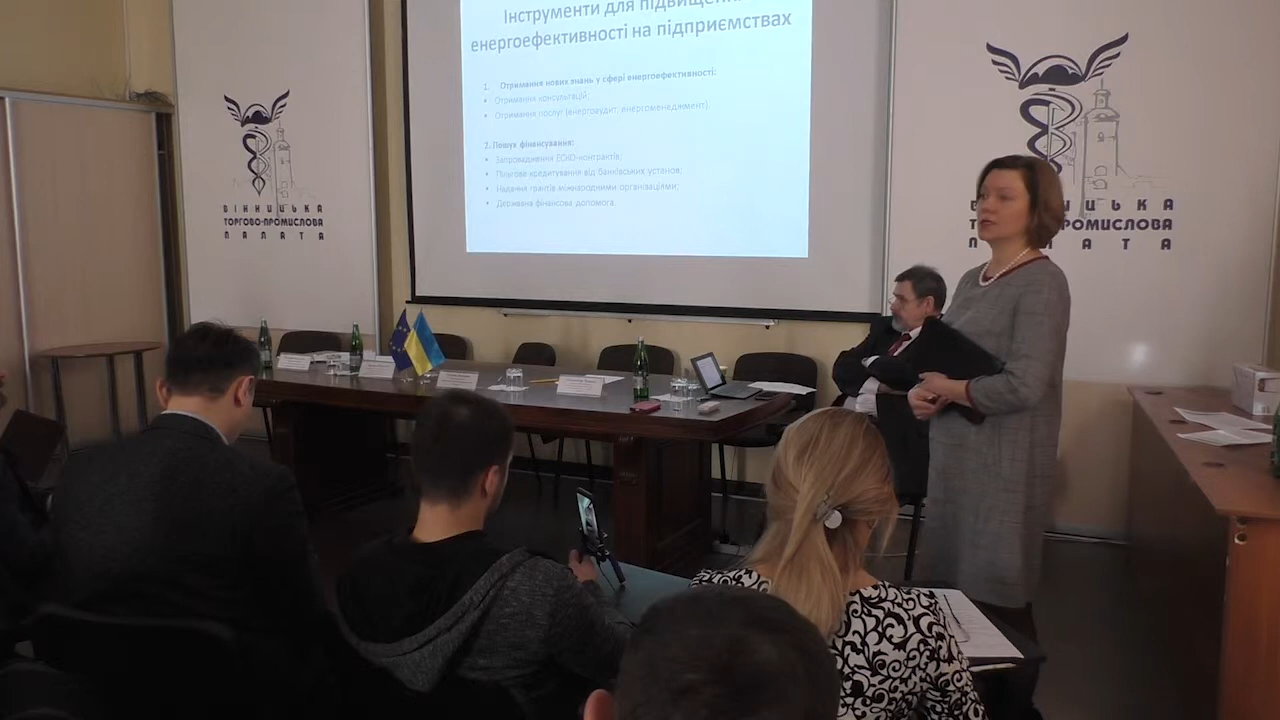 Інструменти для підвищення
енергоефективності на підприємствах
1. Отримання нових знань у сфері енергоефективності:
• Отримання консультацій;
• Отримання послуг (енергоаудит, енергоменеджмент).
2. Пошук фінансування:
• Запровадження ЕСКО-контрактів;
• Пільгове кредитування від банківських установ;
• Надання грантів міжнародними організаціями;
• Державна фінансова допомога.
ВІННИЦЬКА
ТОРГОВО-ПРОМИСЛОВА
ПАЛАТА
ВІННИЦЬКА
ТОРГОВО-ПРОМИСЛОВА
ПАЛАТА